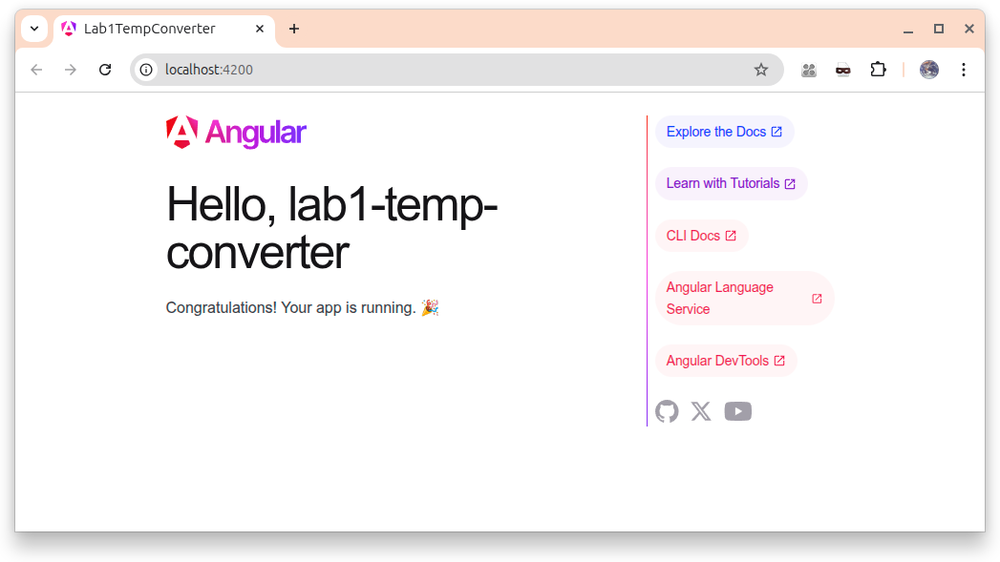 Lab1TempConverter
localhost:4200
Angular
Hello, lab1-temp-
converter
Congratulations! Your app is running. 🎉
Explore the Docs
Learn with Tutorials
CLI Docs
Angular Language
Service
Angular DevTools